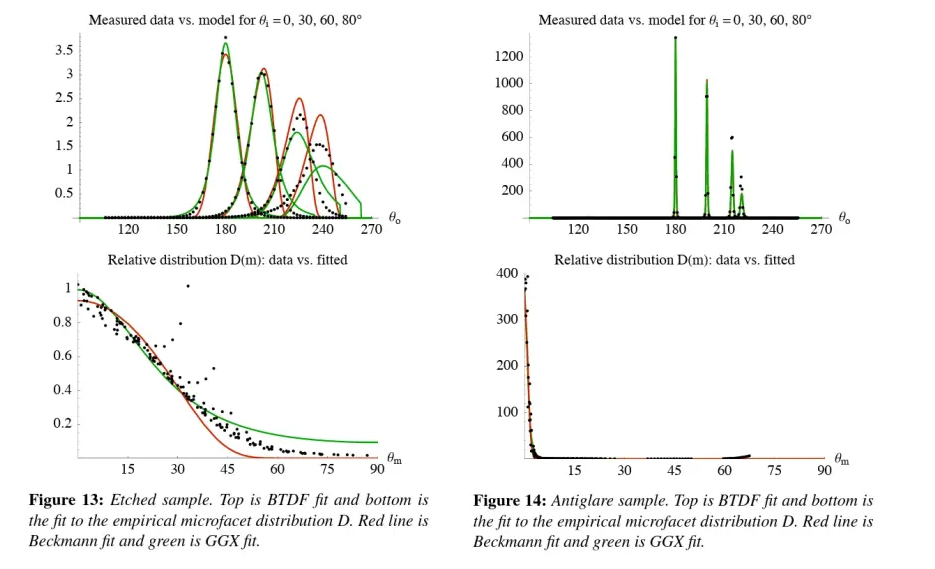 Measured data vs. model for θi = 0, 30, 60, 80°
3.5
3
2.5
2
1.5
1
0.5
120 150 180 210 240 270
θo
Relative distribution D(m): data vs. fitted
1
0.8
0.6
0.4
0.2
15 30 45 60 75 90
θm
Figure 13: Etched sample. Top is BTDF fit and bottom is
the fit to the empirical microfacet distribution D. Red line is
Beckmann fit and green is GGX fit.
Measured data vs. model for θi = 0, 30, 60, 80°
1200
1000
800
600
400
200
120 150 180 210 240 270
θo
Relative distribution D(m): data vs. fitted
400
300
200
100
15 30 45 60 75 90
θm
Figure 14: Antiglare sample. Top is BTDF fit and bottom is
the fit to the empirical microfacet distribution D. Red line is
Beckmann fit and green is GGX fit.